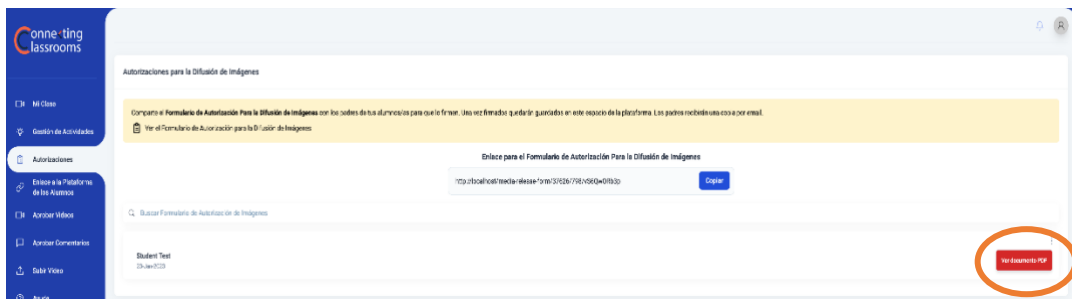 Connecting
Classrooms
Autorizaciones para la Difusión de Imágenes
Mi Clase
Comparte el Formulario de Autorización Para la Difusión de Imágenes con los padres de tus alumnos/as para que lo firmen. Una vez firmados quedarán guardados en este espacio de la plataforma. Los padres recibirán una copia por email.
Gestión de Actividades
Ver el Formulario de Autorización para la Difusión de Imágenes
Autorizaciones
Enlace para el Formulario de Autorización Para la Difusión de Imágenes
Enlace a la Plataforma
de los Alumnos
Copiar
Aprobar Videos
Buscar Formulario de Autorización de Imágenes
Aprobar Comentarios
Student Test
Ver documento PDF
Subir Video
Ayuda